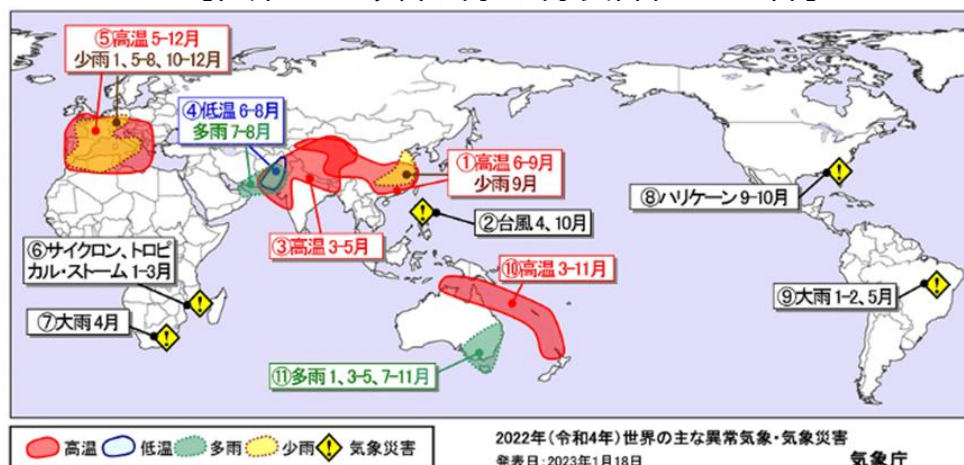 ⑤高温 5-12月
少雨 1、5-8、10-12月
④低温 6-8月
多雨 7-8月
①高温 6-9月
少雨 9月
②台風 4、10月
③高温 3-5月
⑧ハリケーン 9-10月
⑥サイクロン、トロピ
カル・ストーム 1-3月
⑩高温 3-11月
⑨大雨 1-2、5月
⑦大雨 4月
⑪多雨 1、3-5、7-11月
高温 低温 多雨 少雨 気象災害
2022年(令和4年)世界の主な異常気象・気象災害
発表日:2023年1月18日
気象庁